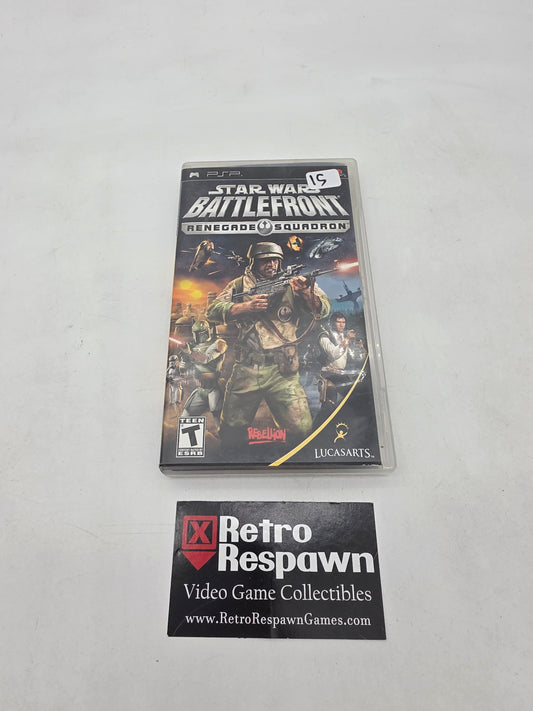 PSP
15
STAR WARS
BATTLEFRONT
RENEGADE SQUADRON
TEEN
T
ESRB
REBELLION
LUCASARTS
Retro
Respawn
Video Game Collectibles
www.RetroRespawnGames.com